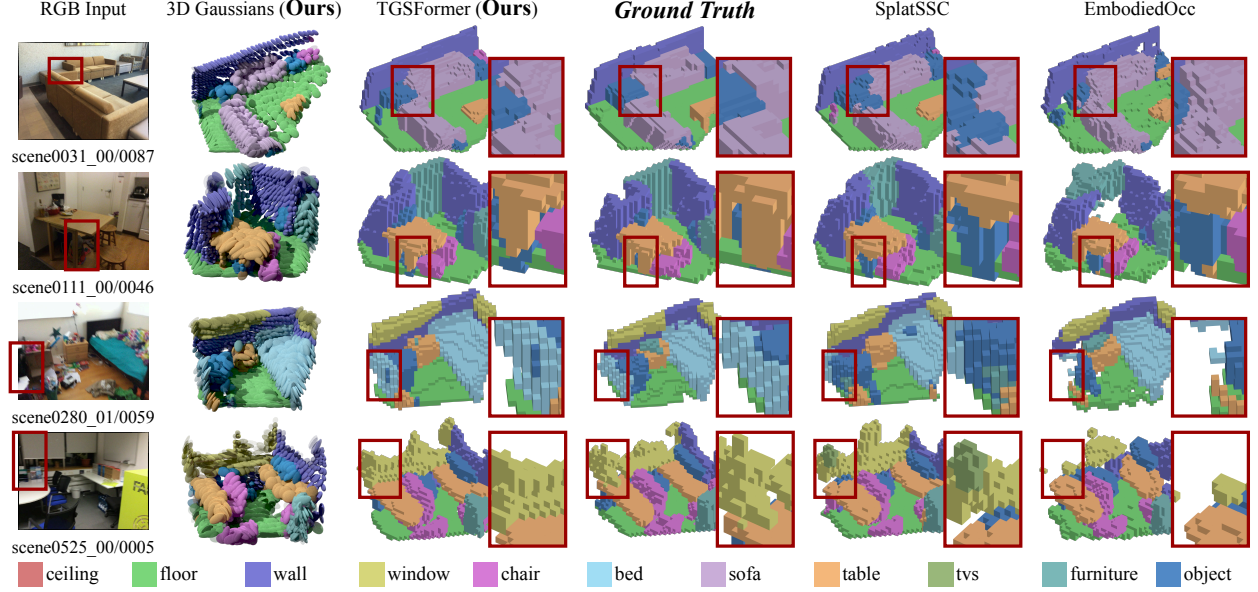 RGB Input 3D Gaussians (Ours) TGSFormer (Ours) Ground Truth SplatSSC EmbodiedOcc
scene0031_00/0087
scene0111_00/0046
scene0280_01/0059
FA
scene0525_00/0005
ceiling floor wall window chair bed sofa table tvs furniture object